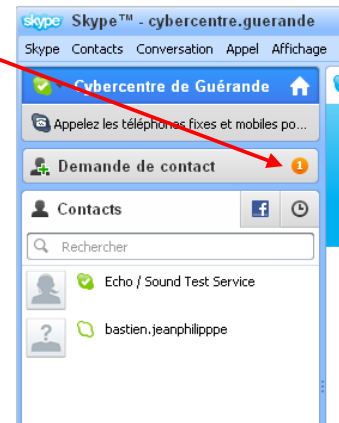 skype Skype™ - cybercentre.guerande
Skype Contacts Conversation Appel Affichage
Cybercentre de Guérande
Appelez les téléphones fixes et mobiles po...
Demande de contact 1
Contacts
Rechercher
Echo / Sound Test Service
bastien.jeanphilipppe